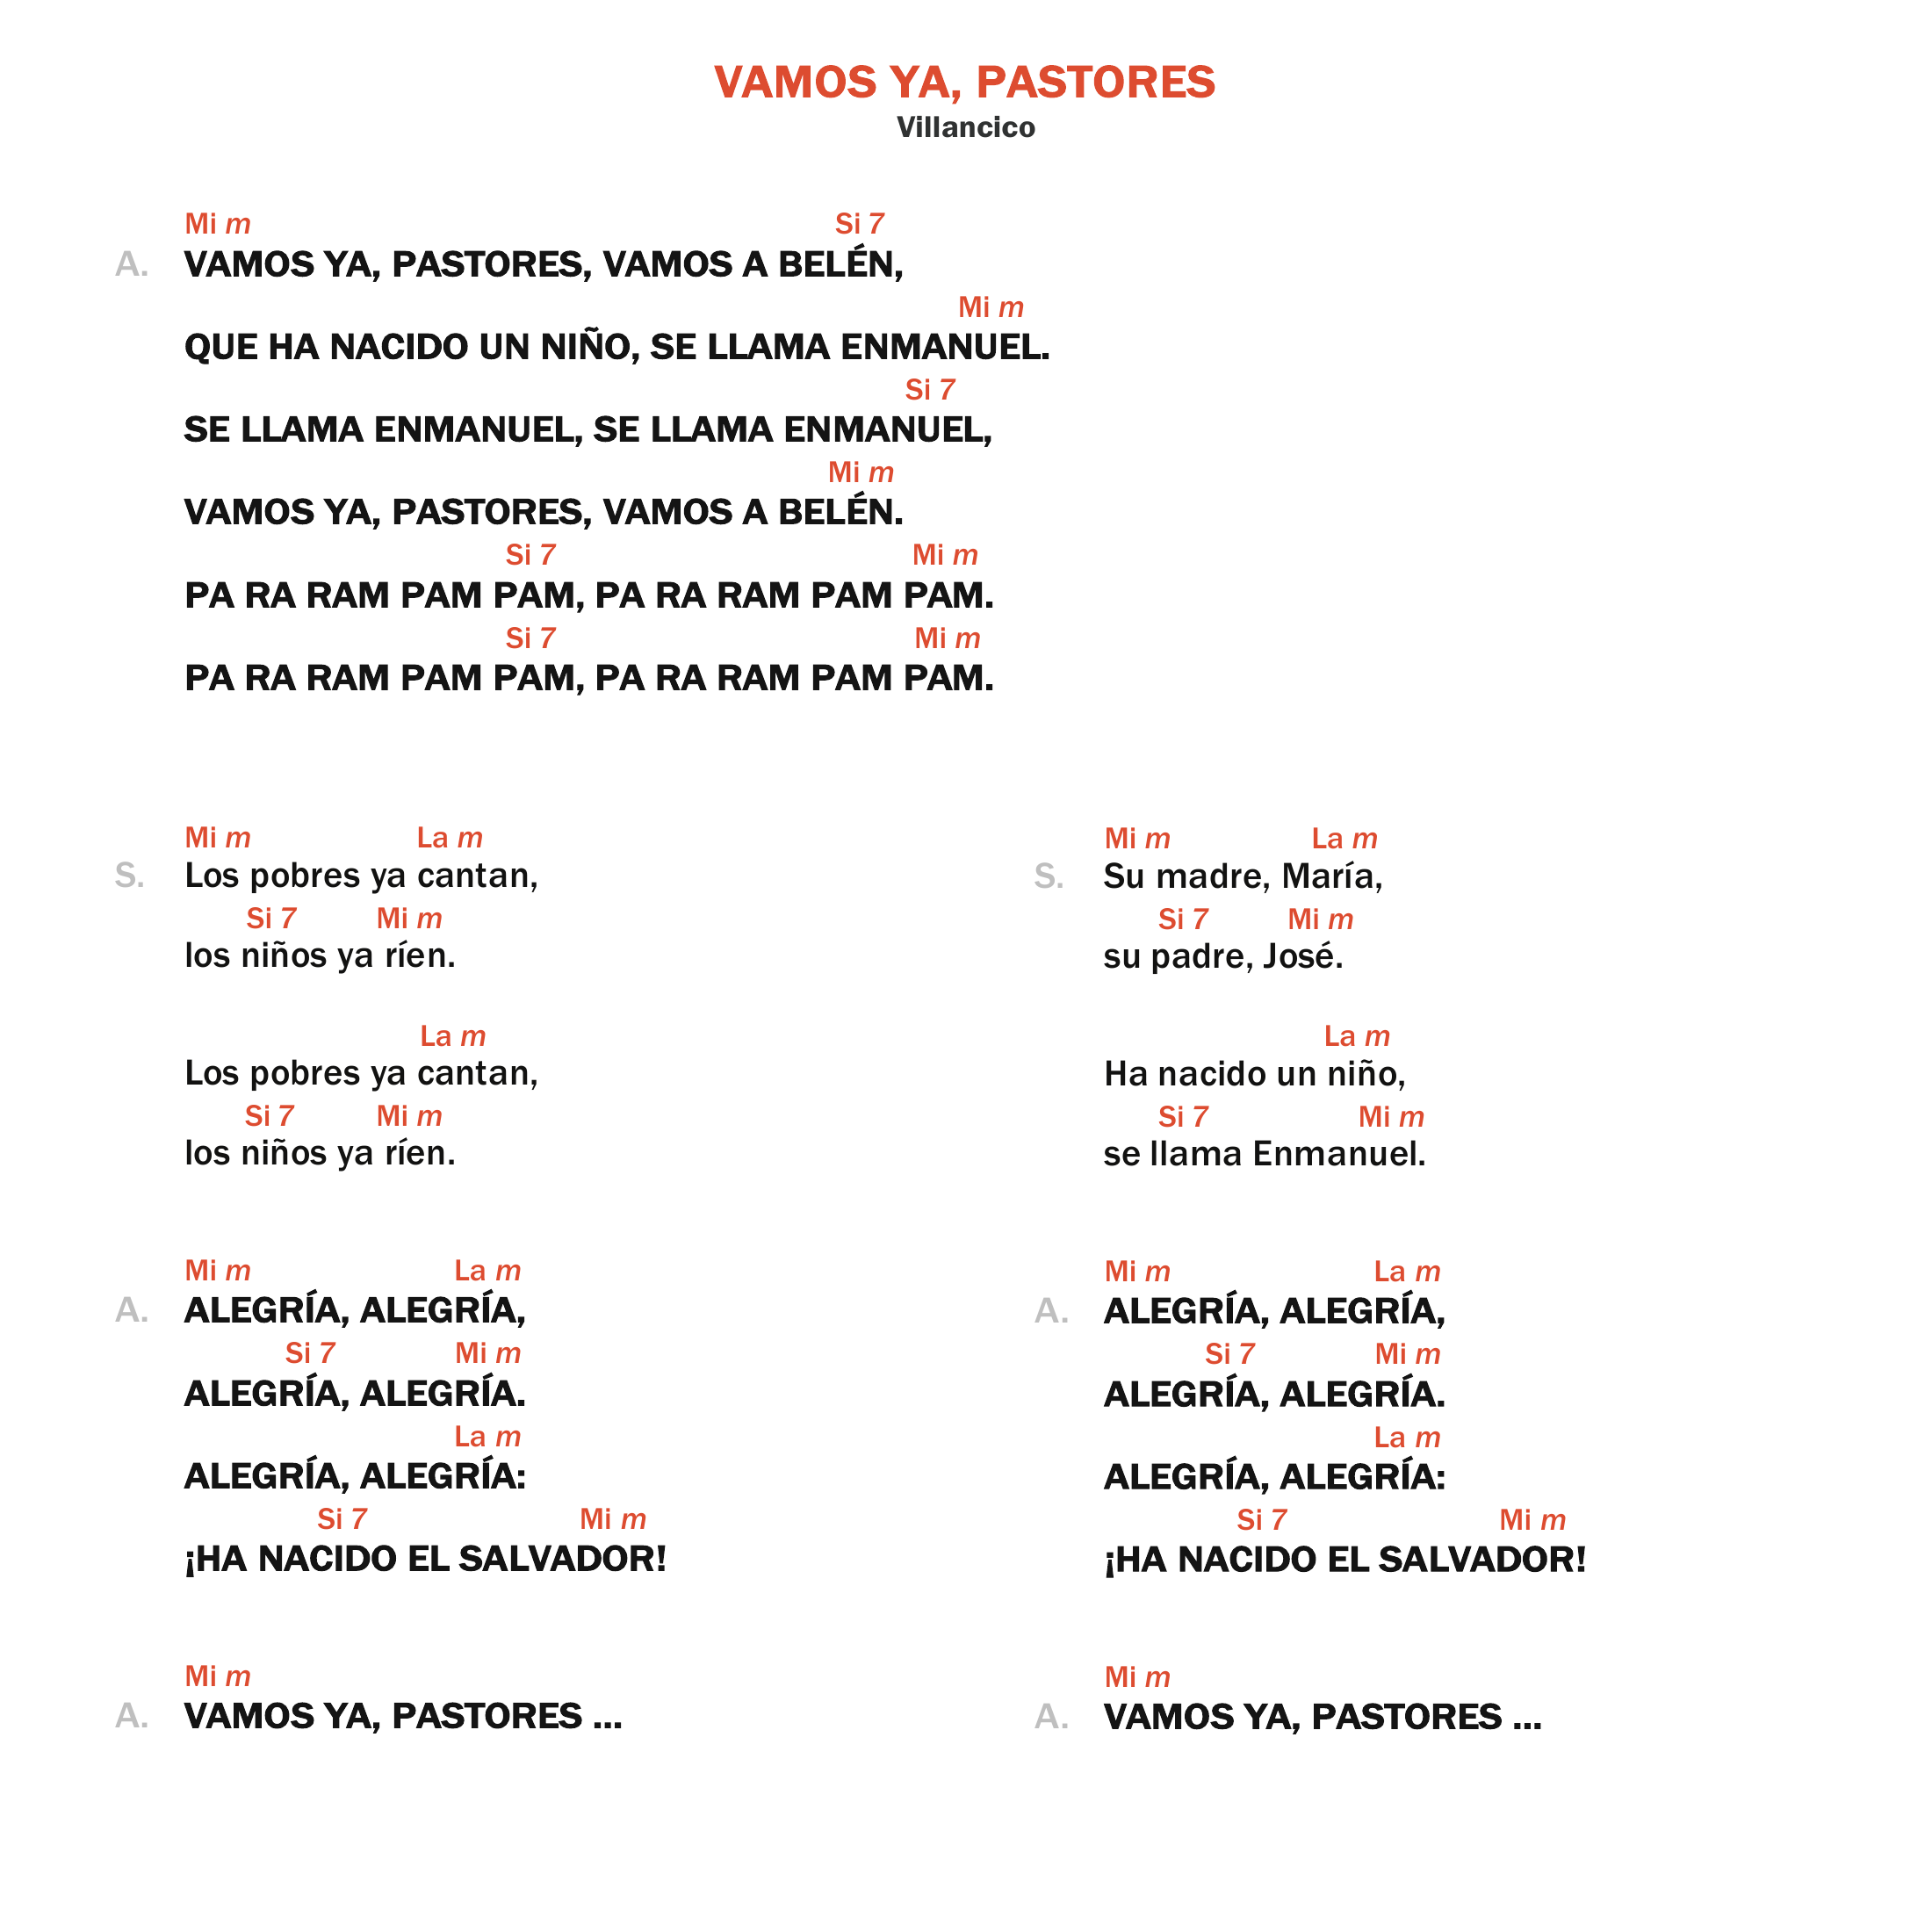 VAMOS YA, PASTORES
Villancico
Mi m Si 7
A. VAMOS YA, PASTORES, VAMOS A BELÉN,
Mi m
QUE HA NACIDO UN NIÑO, SE LLAMA ENMANUEL.
Si 7
SE LLAMA ENMANUEL, SE LLAMA ENMANUEL,
Mi m
VAMOS YA, PASTORES, VAMOS A BELÉN.
Si 7 Mi m
PA RA RAM PAM PAM, PA RA RAM PAM PAM.
Si 7 Mi m
PA RA RAM PAM PAM, PA RA RAM PAM PAM.
Mi m La m
S. Los pobres ya cantan,
Si 7 Mi m
los niños ya ríen.
La m
Los pobres ya cantan,
Si 7 Mi m
los niños ya ríen.
Mi m La m
A. ALEGRÍA, ALEGRÍA,
Si 7 Mi m
ALEGRÍA, ALEGRÍA.
La m
ALEGRÍA, ALEGRÍA:
Si 7 Mi m
¡HA NACIDO EL SALVADOR!
Mi m
A. VAMOS YA, PASTORES ...
Mi m La m
S. Su madre, María,
Si 7 Mi m
su padre, José.
La m
Ha nacido un niño,
Si 7 Mi m
se llama Enmanuel.
Mi m La m
A. ALEGRÍA, ALEGRÍA,
Si 7 Mi m
ALEGRÍA, ALEGRÍA.
La m
ALEGRÍA, ALEGRÍA:
Si 7 Mi m
¡HA NACIDO EL SALVADOR!
Mi m
A. VAMOS YA, PASTORES ...